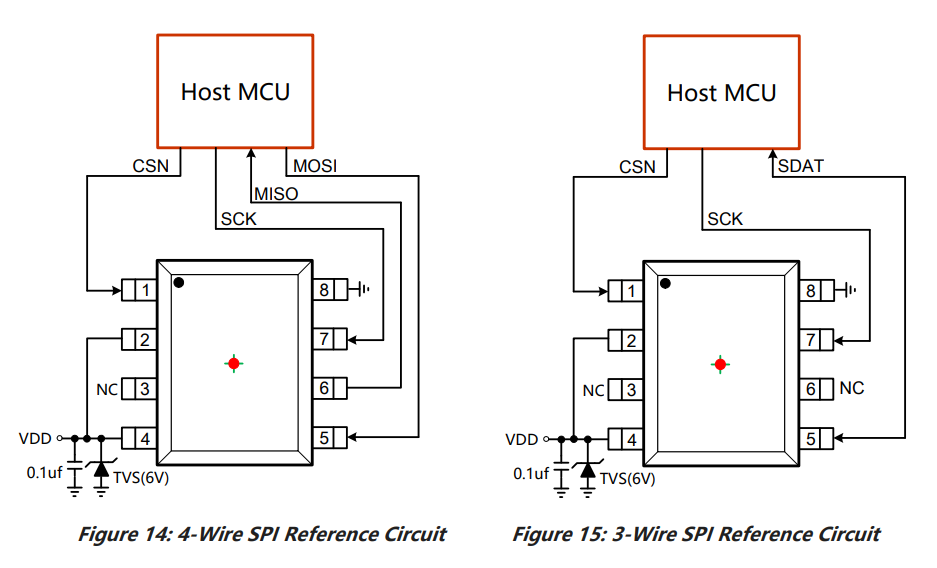 Host MCU
CSN
MOSI
MISO
SCK
1
8
2
7
NC
3
6
VDD
4
5
0.1uf
TVS(6V)
Figure 14: 4-Wire SPI Reference Circuit
Host MCU
CSN
SDAT
SCK
1
8
2
7
NC
3
6
NC
VDD
4
5
0.1uf
TVS(6V)
Figure 15: 3-Wire SPI Reference Circuit